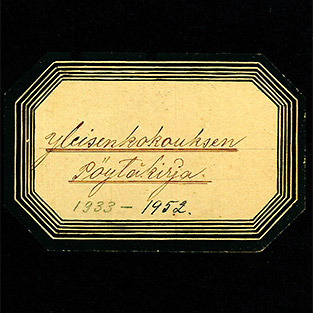 Yleisenkokouksen
Pöytäkirja.
1933 - 1952.